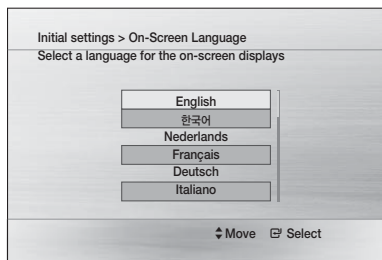 Initial settings > On-Screen Language
Select a language for the on-screen displays
English
한국어
Nederlands
Français
Deutsch
Italiano
Move Select